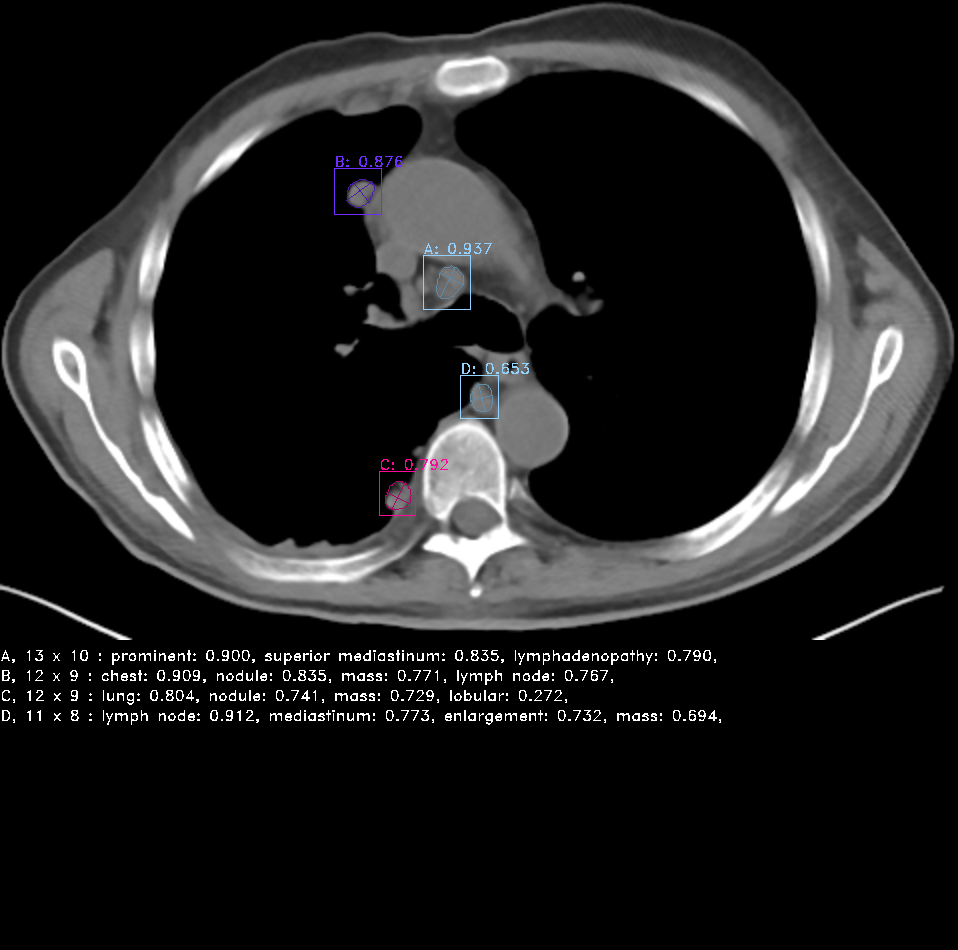 B: 0.876
A: 0.937
D: 0.653
C: 0.792
A, 13 x 10 : prominent: 0.900, superior mediastinum: 0.835, lymphadenopathy: 0.790,
B, 12 x 9 : chest: 0.909, nodule: 0.835, mass: 0.771, lymph node: 0.767,
C, 12 x 9 : lung: 0.804, nodule: 0.741, mass: 0.729, lobular: 0.272,
D, 11 x 8 : lymph node: 0.912, mediastinum: 0.773, enlargement: 0.732, mass: 0.694,